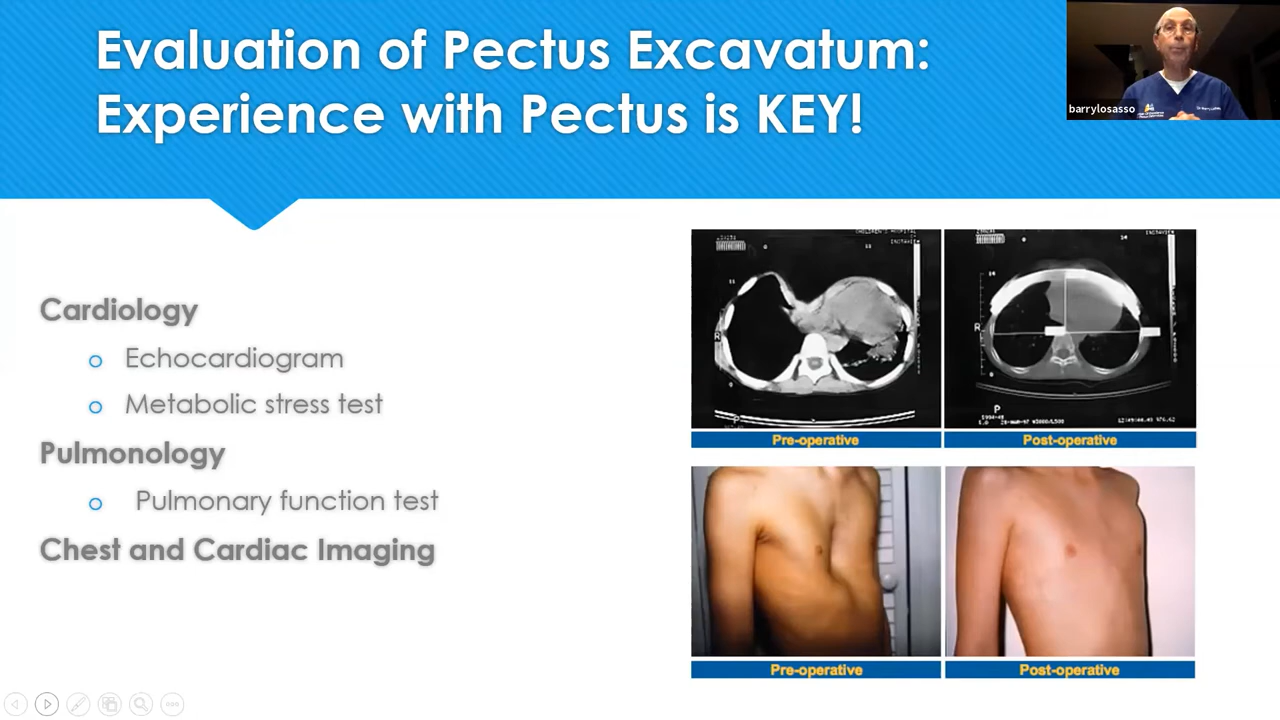 Evaluation of Pectus Excavatum:
Experience with Pectus is KEY!
barrylosasso
Cardiology
Echocardiogram
Metabolic stress test
Pulmonology
Pulmonary function test
Chest and Cardiac Imaging
R
P
Pre-operative
R
P
Post-operative
Pre-operative
Post-operative